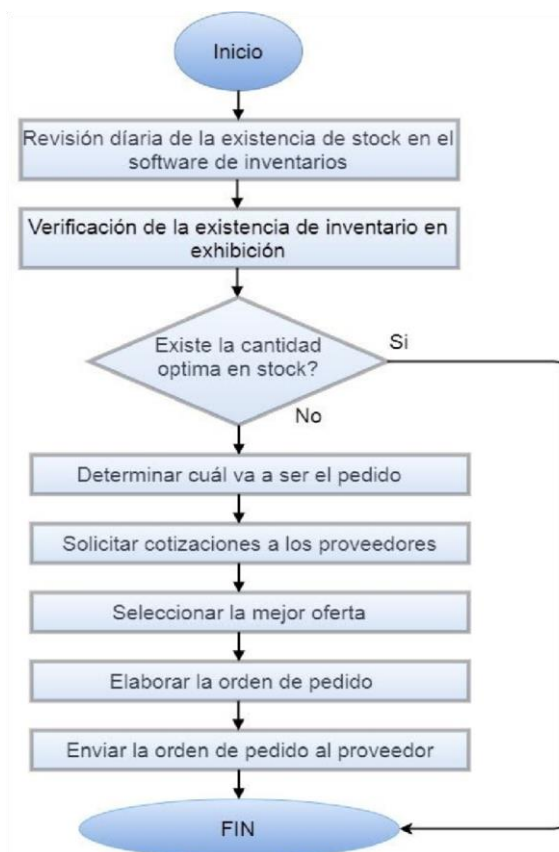 Inicio
Revisión díaria de la existencia de stock en el
software de inventarios
Verificación de la existencia de inventario en
exhibición
Existe la cantidad
optima en stock?
Si
No
Determinar cuál va a ser el pedido
Solicitar cotizaciones a los proveedores
Seleccionar la mejor oferta
Elaborar la orden de pedido
Enviar la orden de pedido al proveedor
FIN